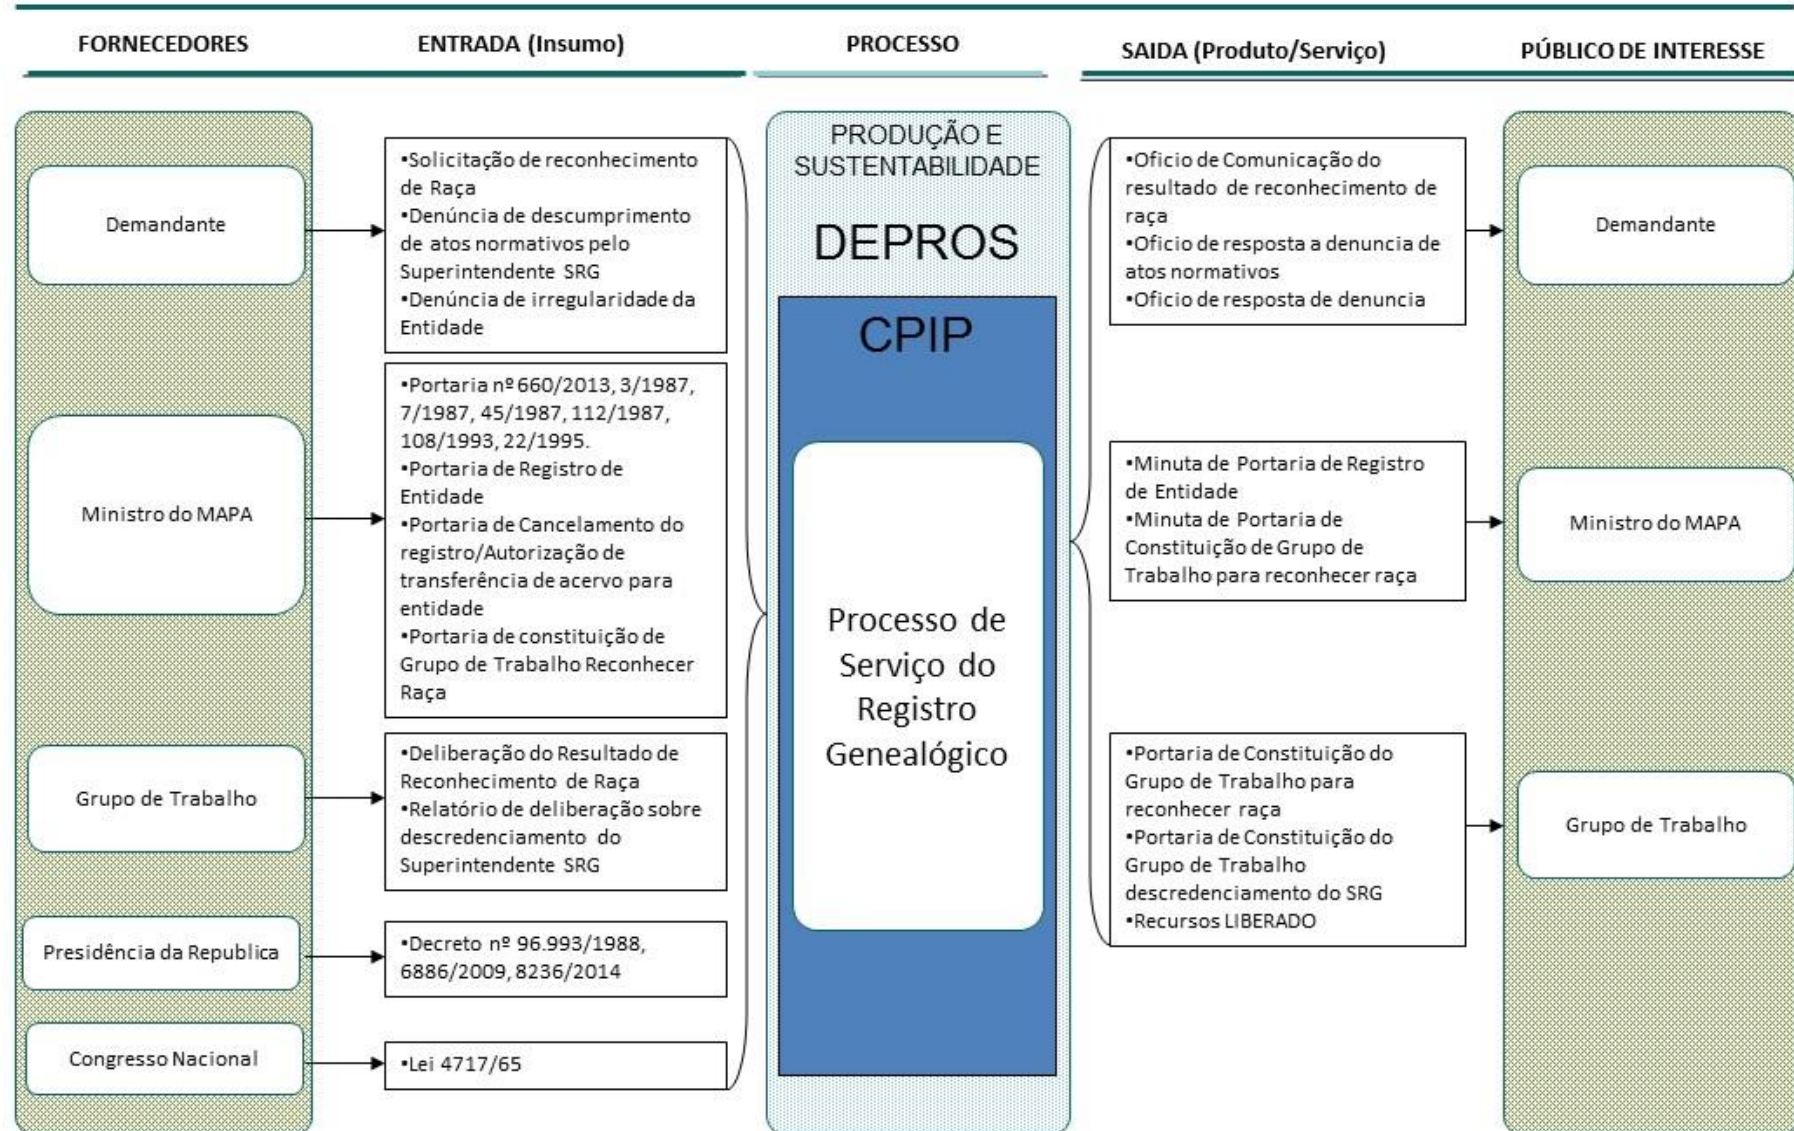 FORNECEDORES
ENTRADA (Insumo)
PROCESSO
SAIDA (Produto/Serviço)
PÚBLICO DE INTERESSE
Demandante
Ministro do MAPA
Grupo de Trabalho
Presidência da Republica
Congresso Nacional
•Solicitação de reconhecimento
de Raça
•Denúncia de descumprimento
de atos normativos pelo
Superintendente SRG
•Denúncia de irregularidade da
Entidade
•Portaria nº 660/2013, 3/1987,
7/1987, 45/1987, 112/1987,
108/1993, 22/1995.
•Portaria de Registro de
Entidade
•Portaria de Cancelamento do
registro/Autorização de
transferência de acervo para
entidade
•Portaria de constituição de
Grupo de Trabalho Reconhecer
Raça
•Deliberação do Resultado de
Reconhecimento de Raça
•Relatório de deliberação sobre
descredenciamento do
Superintendente SRG
•Decreto nº 96.993/1988,
6886/2009, 8236/2014
•Lei 4717/65
PRODUÇÃO E
SUSTENTABILIDADE
DEPROS
CPIP
Processo de
Serviço do
Registro
Genealógico
•Oficio de Comunicação do
resultado de reconhecimento de
raça
•Oficio de resposta a denuncia de
atos normativos
•Oficio de resposta de denuncia
•Minuta de Portaria de Registro
de Entidade
•Minuta de Portaria de
Constituição de Grupo de
Trabalho para reconhecer raça
•Portaria de Constituição do
Grupo de Trabalho para
reconhecer raça
•Portaria de Constituição do
Grupo de Trabalho
descredenciamento do SRG
•Recursos LIBERADO
Demandante
Ministro do MAPA
Grupo de Trabalho